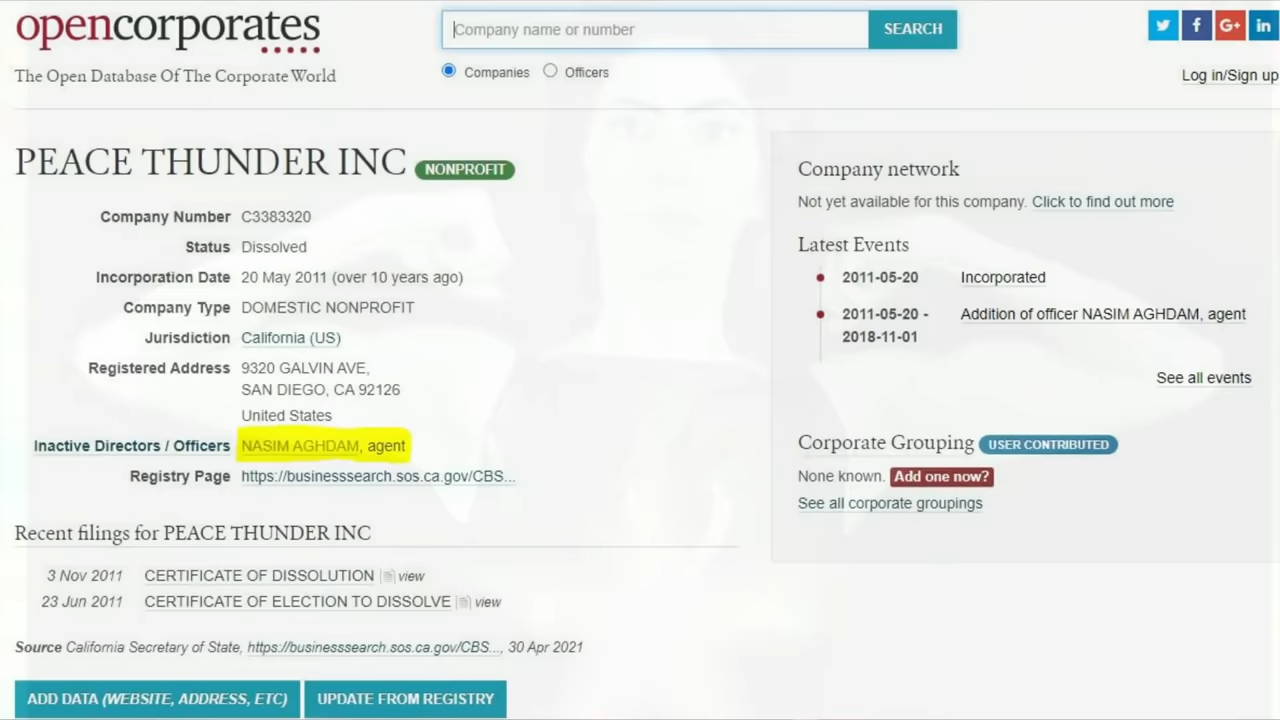 opencorporates
The Open Database Of The Corporate World
Company name or number
SEARCH
Companies
Officers
Log in/Sign up
PEACE THUNDER INC NONPROFIT
Company Number C3383320
Status Dissolved
Incorporation Date 20 May 2011 (over 10 years ago)
Company Type DOMESTIC NONPROFIT
Jurisdiction California (US)
Registered Address 9320 GALVIN AVE,
SAN DIEGO, CA 92126
United States
Inactive Directors / Officers NASIM AGHDAM, agent
Registry Page https://businesssearch.sos.ca.gov/CBS...
Recent filings for PEACE THUNDER INC
3 Nov 2011 CERTIFICATE OF DISSOLUTION view
23 Jun 2011 CERTIFICATE OF ELECTION TO DISSOLVE view
Source California Secretary of State, https://businesssearch.sos.ca.gov/CBS..., 30 Apr 2021
ADD DATA (WEBSITE, ADDRESS, ETC) UPDATE FROM REGISTRY
Company network
Not yet available for this company. Click to find out more
Latest Events
2011-05-20 Incorporated
2011-05-20 - Addition of officer NASIM AGHDAM, agent
2018-11-01
See all events
Corporate Grouping USER CONTRIBUTED
None known. Add one now?
See all corporate groupings